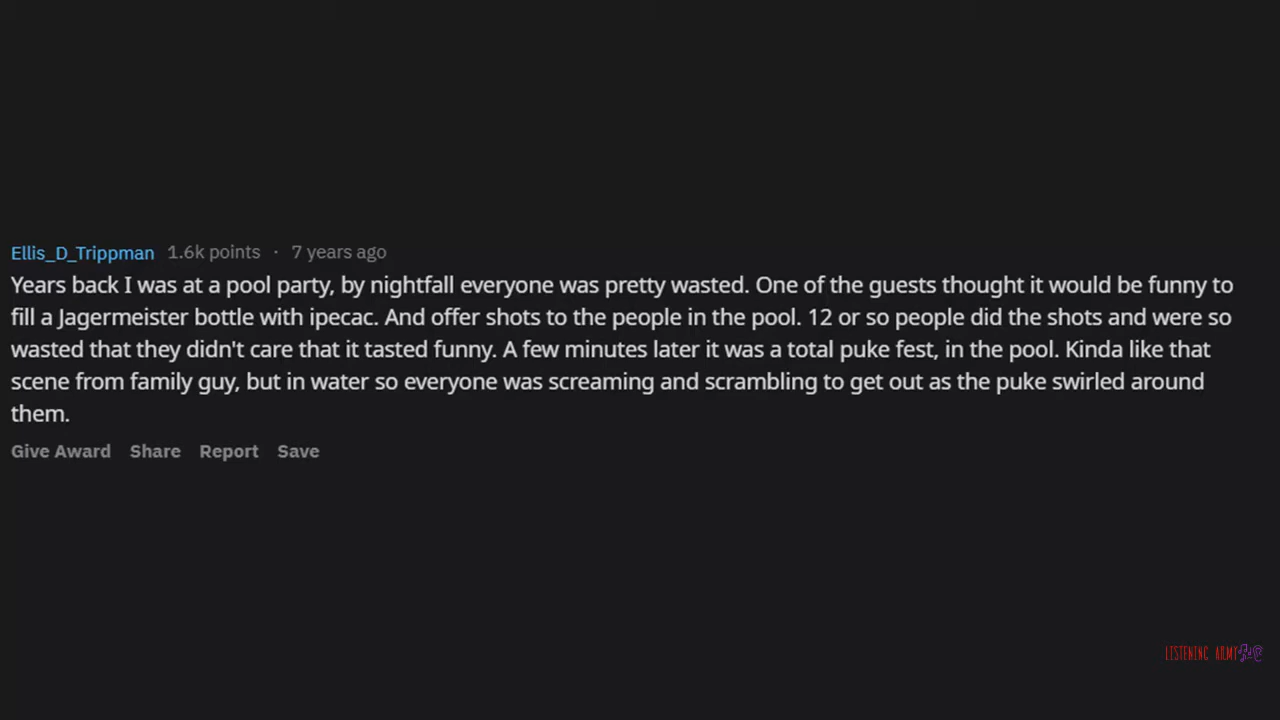 Ellis_D_Trippman 1.6k points · 7 years ago
Years back I was at a pool party, by nightfall everyone was pretty wasted. One of the guests thought it would be funny to
fill a Jagermeister bottle with ipecac. And offer shots to the people in the pool. 12 or so people did the shots and were so
wasted that they didn't care that it tasted funny. A few minutes later it was a total puke fest, in the pool. Kinda like that
scene from family guy, but in water so everyone was screaming and scrambling to get out as the puke swirled around
them.
Give Award Share Report Save
LISTENING ARMY